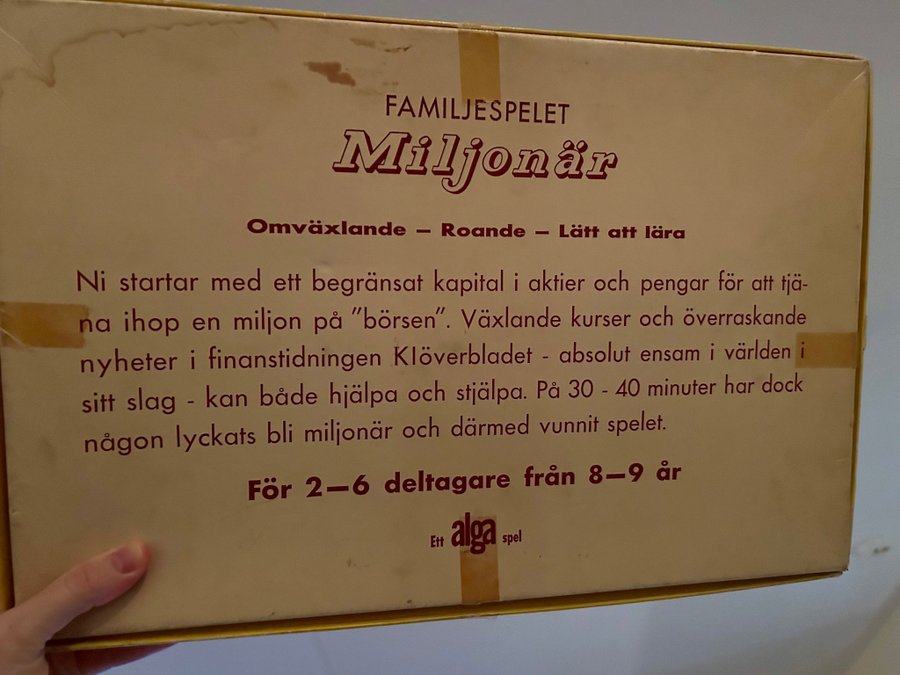 FAMILJESPELET
Miljonär
Omväxlande – Roande – Lätt att lära
Ni startar med ett begränsat kapital i aktier och pengar för att tjä-
na ihop en miljon på ”börsen”. Växlande kurser och överraskande
nyheter i finanstidningen Klöverbladet - absolut ensam i världen i
sitt slag - kan både hjälpa och stjälpa. På 30 - 40 minuter har dock
någon lyckats bli miljonär och därmed vunnit spelet.
För 2–6 deltagare från 8–9 år
Ett alga spel